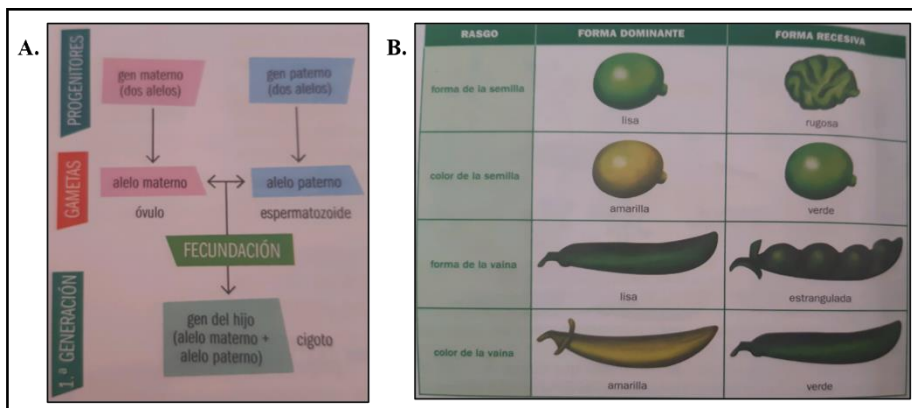 A.
PROGENITORES
gen materno
(dos alelos)
gen paterno
(dos alelos)
GAMETAS
alelo materno
alelo paterno
óvulo
espermatozoide
FECUNDACIÓN
1.ª GENERACIÓN
gen del hijo
(alelo materno +
alelo paterno)
cigoto
B.
RASGO
FORMA DOMINANTE
FORMA RECESIVA
forma de la semilla
lisa
rugosa
color de la semilla
amarilla
verde
forma de la vaina
lisa
estrangulada
color de la vaina
amarilla
verde